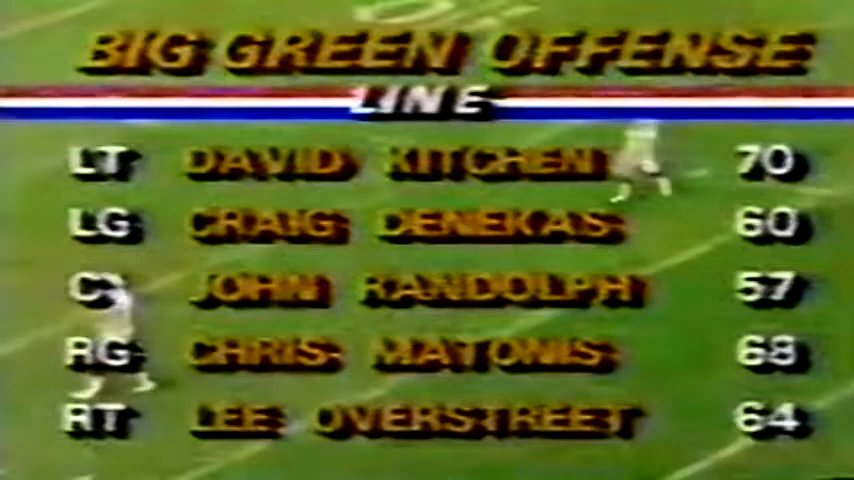 BIG GREEN OFFENSE
LINE
LT DAVID KITCHEN 70
LG CRAIG DENEKAS 60
C JOHN RANDOLPH 57
RG CHRIS MATONIS 68
RT LEE OVERSTREET 64